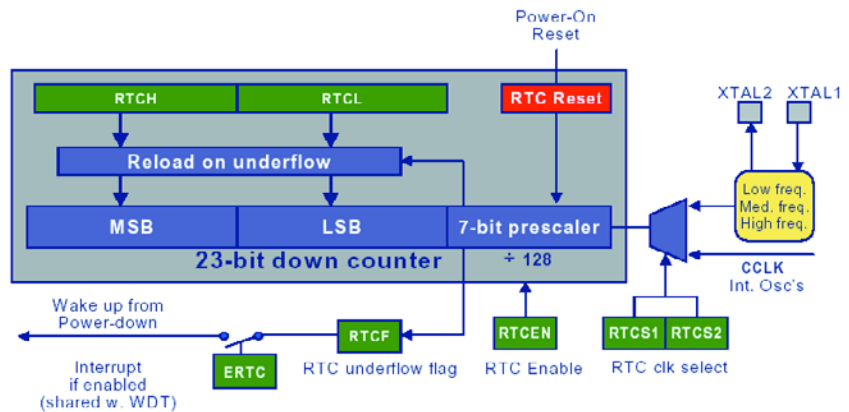 Power-On
Reset
RTCH
RTCL
RTC Reset
XTAL2
XTAL1
Reload on underflow
Low freq.
Med. freq.
High freq.
MSB
LSB
7-bit prescaler
23-bit down counter
÷ 128
CCLK
Int. Osc's
Wake up from
Power-down
RTCF
RTCEN
RTCS1
RTCS2
Interrupt
if enabled
(shared w. WDT)
ERTC
RTC underflow flag
RTC Enable
RTC clk select